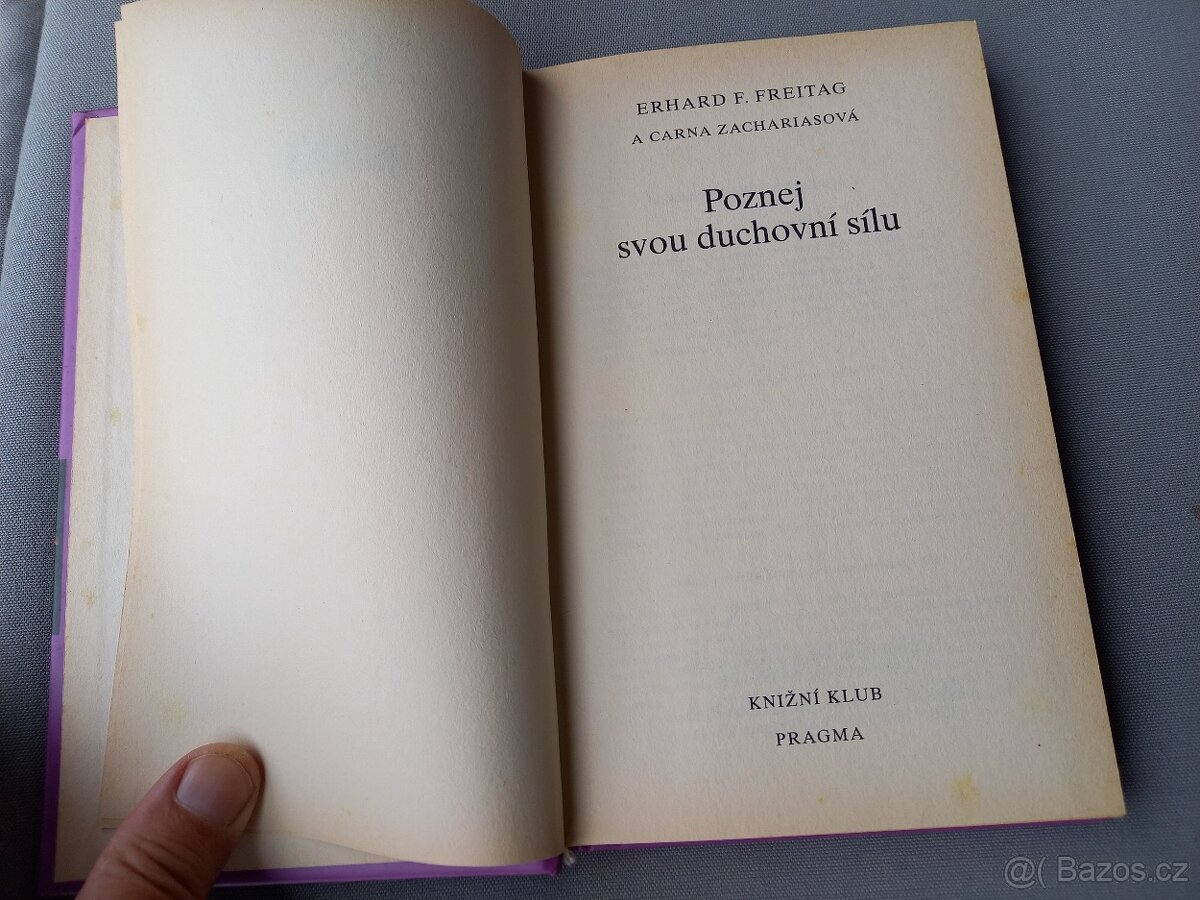 ERHARD F. FREITAG
A CARNA ZACHARIASOVÁ
Poznej
svou duchovní sílu
KNIŽNÍ KLUB
PRAGMA
@( Bazos.cz